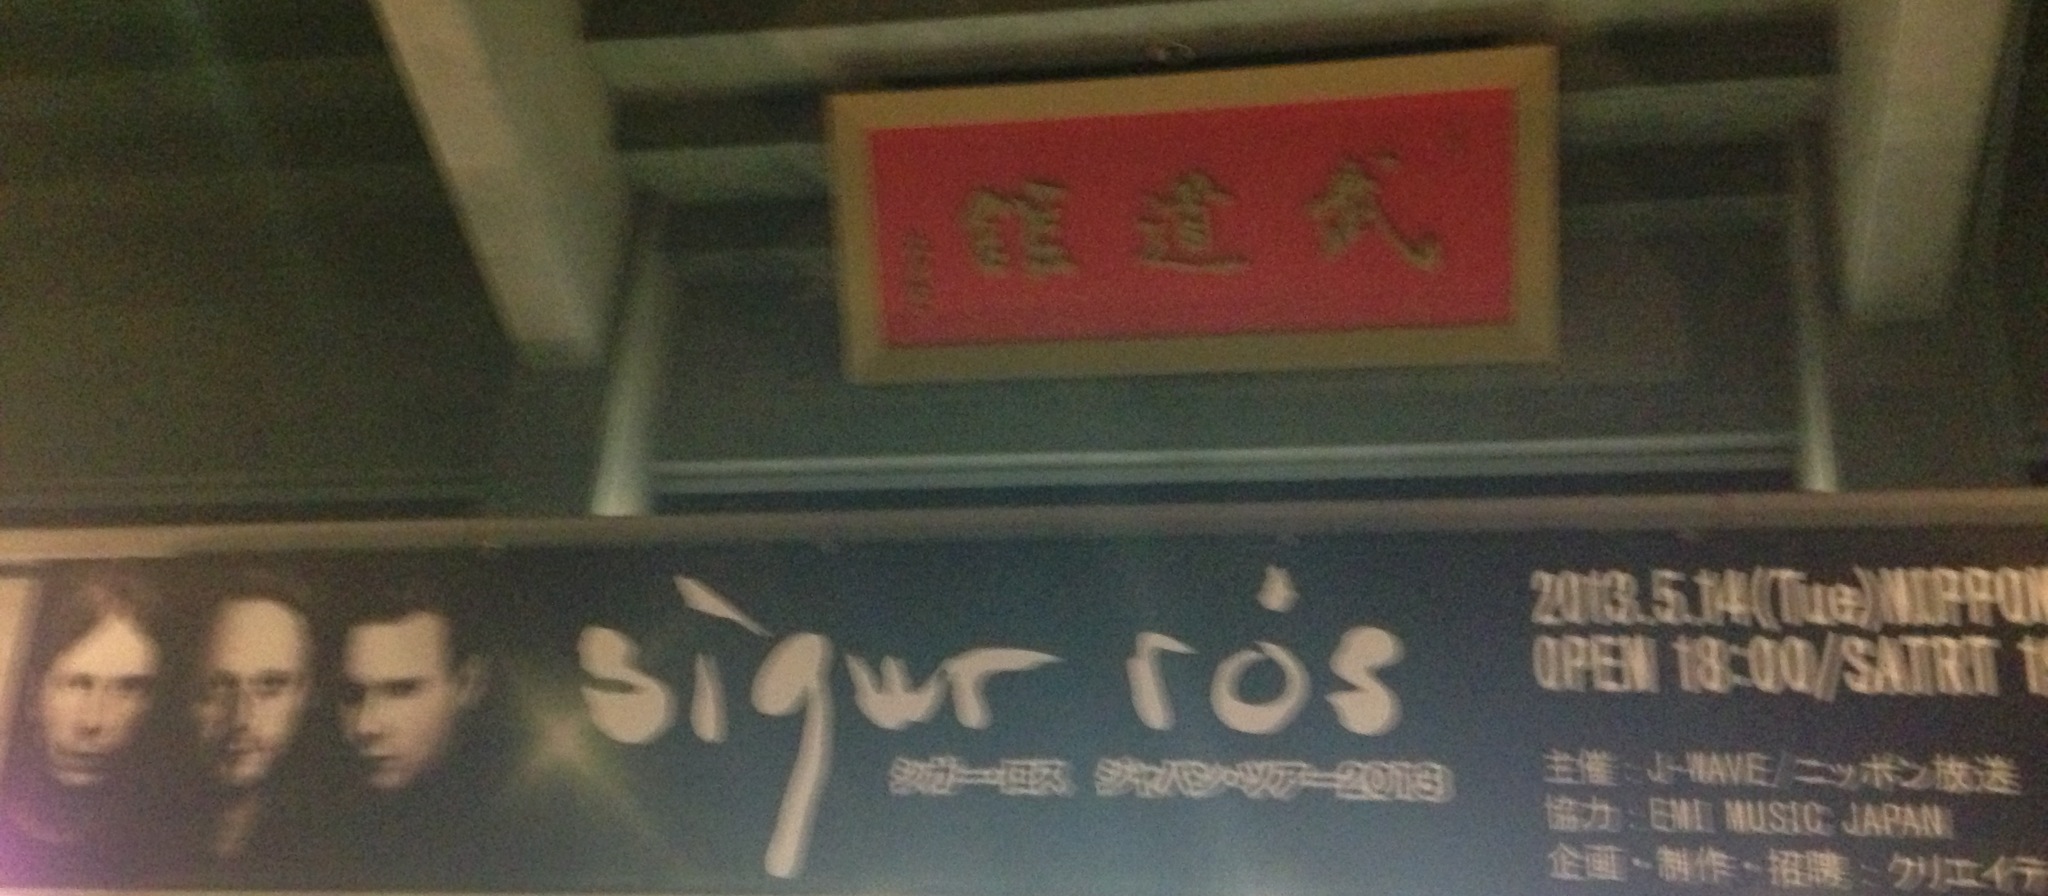 武道館
sigur rós
シガー・ロス ジャパン・ツアー2013
2013.5.14(Tue)NIPPON
OPEN 18:00/SATRT 1
主催：J-WAVE/ニッポン放送
協力：EMI MUSIC JAPAN
企画・制作・招聘：クリエイテ